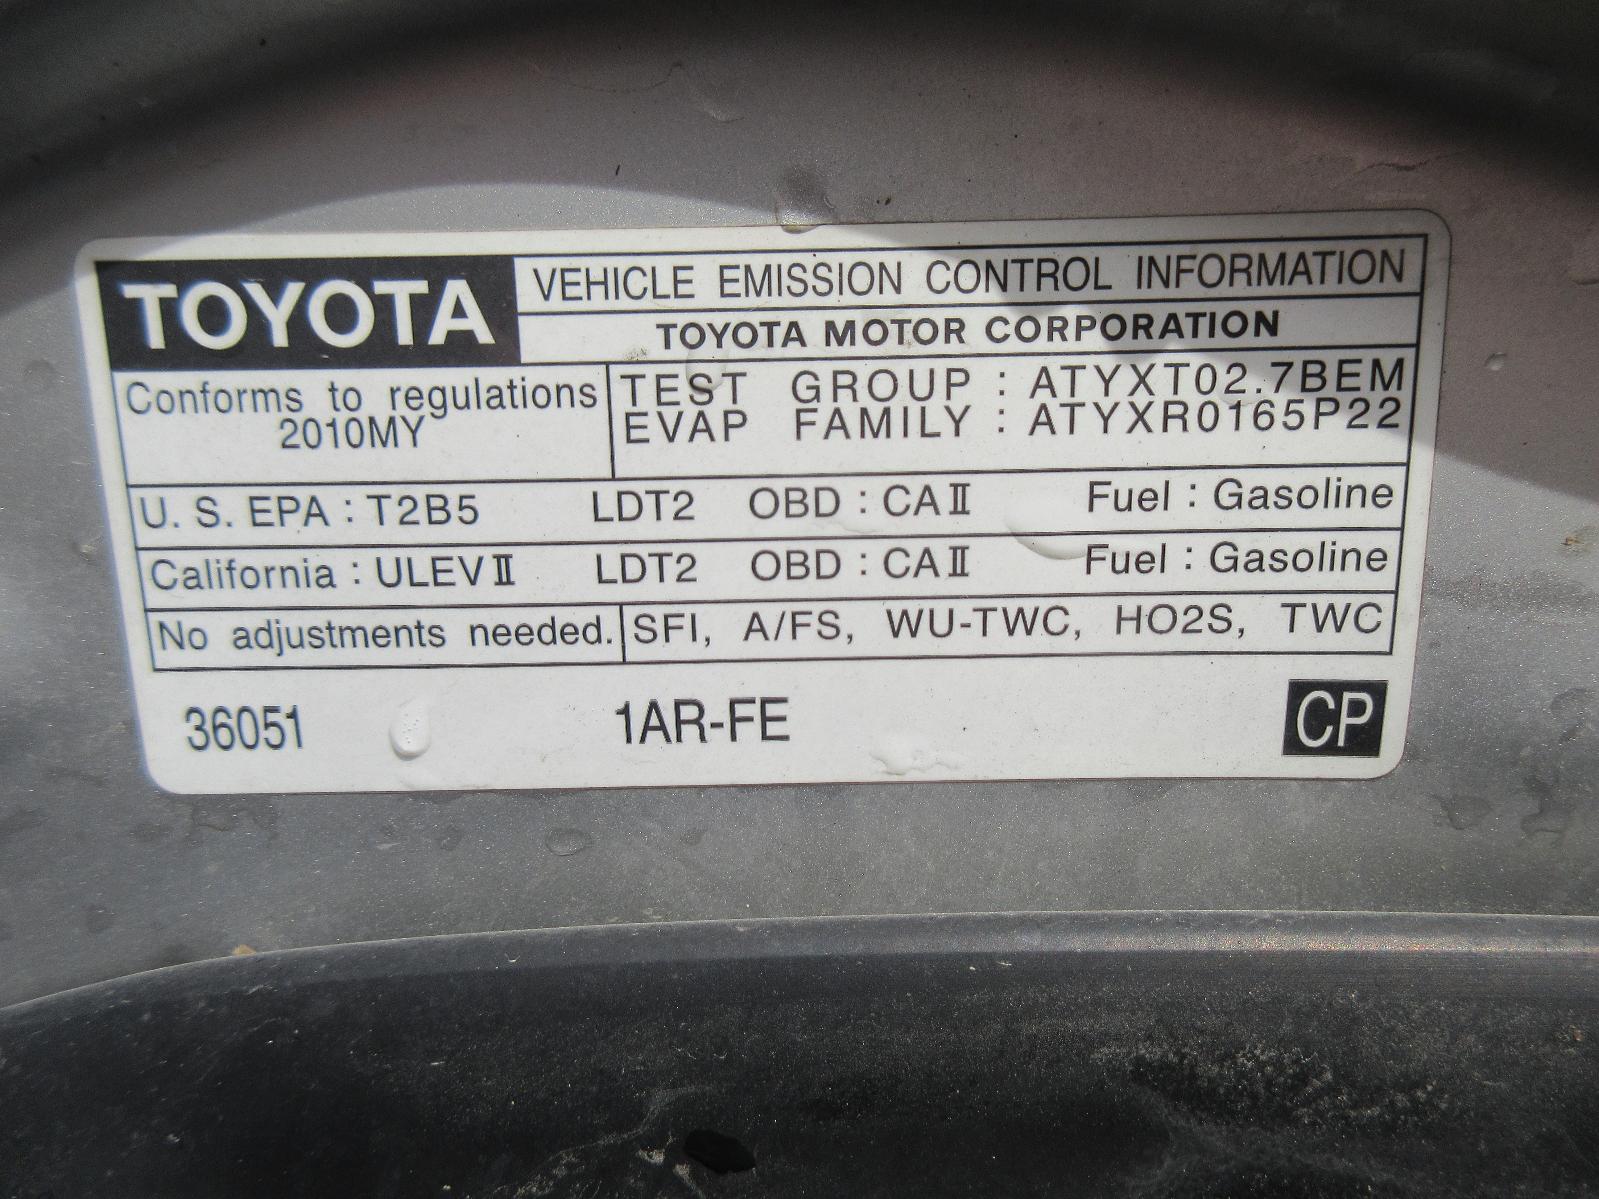 TOYOTA
VEHICLE EMISSION CONTROL INFORMATION
TOYOTA MOTOR CORPORATION
Conforms to regulations
2010MY
TEST GROUP : ATYXT02.7BEM
EVAP FAMILY : ATYXR0165P22
U. S. EPA : T2B5 LDT2 OBD : CAⅡ Fuel : Gasoline
California : ULEVⅡ LDT2 OBD : CAⅡ Fuel : Gasoline
No adjustments needed. SFI, A/FS, WU-TWC, HO2S, TWC
36051 1AR-FE CP